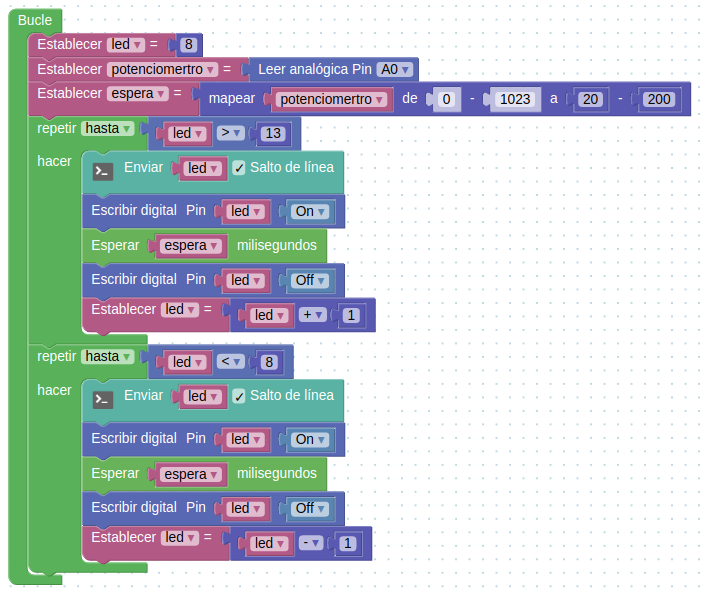 Bucle
Establecer led = 8
Establecer potenciomertro = Leer analógica Pin A0
Establecer espera = mapear potenciomertro de 0 - 1023 a 20 - 200
repetir hasta led > 13
hacer >_ Enviar led ✓ Salto de línea
Escribir digital Pin led On
Esperar espera milisegundos
Escribir digital Pin led Off
Establecer led = led + 1
repetir hasta led < 8
hacer >_ Enviar led ✓ Salto de línea
Escribir digital Pin led On
Esperar espera milisegundos
Escribir digital Pin led Off
Establecer led = led - 1